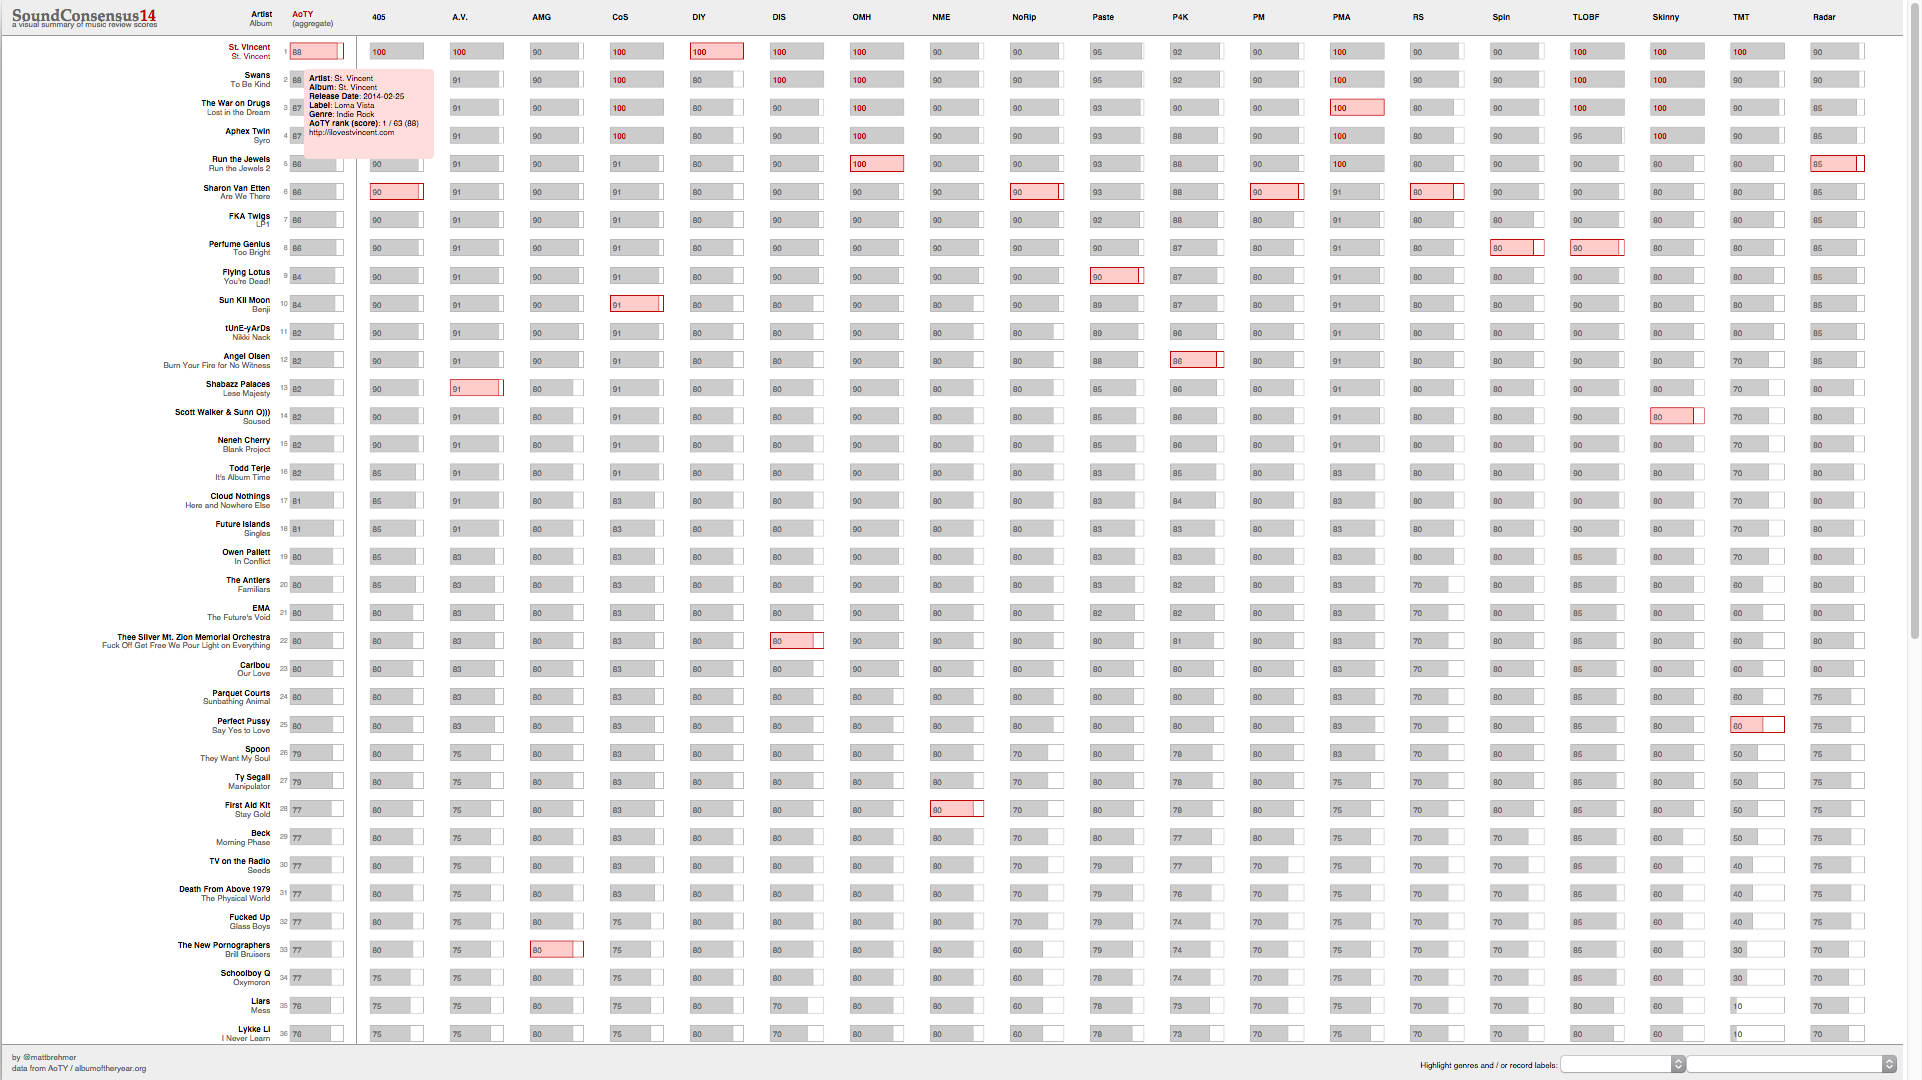 SoundConsensus14
a visual summary of music review scores
Artist AoTY 405 A.V. AMG CoS DIY DIS OMH NME NoRip Paste P4K PM PMA RS Spin TLOBF Skinny TMT Radar
Album (aggregate)
St. Vincent
St. Vincent
1 88 100 100 90 100 100 100 100 90 90 95 92 90 100 90 90 100 100 100 90
Swans
To Be Kind
2 88 91 90 100 80 100 100 90 90 95 92 90 100 90 90 100 100 90 90
Artist: St. Vincent
Album: St. Vincent
Release Date: 2014-02-25
Label: Loma Vista
Genre: Indie Rock
AoTY rank (score): 1 / 63 (88)
http://ilovestvincent.com
The War on Drugs
Lost in the Dream
3 87 91 90 100 80 90 100 90 90 93 90 90 100 80 90 100 100 80 85
Aphex Twin
Syro
4 87 91 90 100 80 90 100 90 90 93 88 90 100 80 90 95 100 80 85
Run the Jewels
Run the Jewels 2
5 86 90 91 90 91 80 90 100 90 90 93 88 90 100 80 90 90 80 80 85
Sharon Van Etten
Are We There
6 86 90 91 90 91 80 90 90 90 90 93 88 90 91 80 90 90 80 80 85
FKA Twigs
LP1
7 86 90 91 90 91 80 90 90 90 90 92 88 80 91 80 80 90 80 80 85
Perfume Genius
Too Bright
8 86 90 91 90 91 80 90 90 90 90 90 87 80 91 80 80 90 80 80 85
Flying Lotus
You're Dead!
9 84 90 91 90 91 80 80 90 90 90 90 87 80 91 80 80 90 80 80 85
Sun Kil Moon
Benji
10 84 90 91 90 91 80 80 90 80 80 89 87 80 91 80 80 90 80 80 85
tUnE-yArDs
Nikki Nack
11 82 90 91 90 91 80 80 90 80 80 89 86 80 91 80 80 90 80 80 85
Angel Olsen
Burn Your Fire for No Witness
12 82 90 91 90 91 80 80 90 80 80 88 86 80 91 80 80 90 80 70 85
Shabazz Palaces
Lese Majesty
13 82 90 91 80 91 80 80 90 80 80 85 86 80 91 80 80 90 80 70 80
Scott Walker & Sunn O)))
Soused
14 82 90 91 80 91 80 80 90 80 80 85 86 80 91 80 80 90 80 70 80
Neneh Cherry
Blank Project
15 82 90 91 80 91 80 80 90 80 80 85 86 80 91 80 80 90 80 70 80
Todd Terje
It's Album Time
16 82 85 91 80 91 80 80 90 80 80 83 85 80 83 80 80 90 80 70 80
Cloud Nothings
Here and Nowhere Else
17 81 85 91 80 83 80 80 90 80 80 83 84 80 83 80 80 90 80 70 80
Future Islands
Singles
18 81 85 91 80 83 80 80 90 80 80 83 83 80 83 80 80 90 80 70 80
Owen Pallett
In Conflict
19 80 85 83 80 83 80 80 90 80 80 83 83 80 83 80 80 85 80 70 80
The Antlers
Familiars
20 80 85 83 80 83 80 80 90 80 80 83 82 80 83 70 80 85 80 60 80
EMA
The Future's Void
21 80 80 83 80 83 80 80 90 80 80 82 82 80 83 70 80 85 80 60 80
Thee Silver Mt. Zion Memorial Orchestra
Fuck Off Get Free We Pour Light on Everything
22 80 80 83 80 83 80 80 90 80 80 80 81 80 83 70 80 85 80 60 80
Caribou
Our Love
23 80 80 83 80 83 80 80 90 80 80 80 80 80 83 70 80 85 80 60 80
Parquet Courts
Sunbathing Animal
24 80 80 83 80 83 80 80 80 80 80 80 80 80 83 70 80 85 80 60 75
Perfect Pussy
Say Yes to Love
25 80 80 83 80 83 80 80 80 80 80 80 80 80 83 70 80 85 80 60 75
Spoon
They Want My Soul
26 79 80 75 80 83 80 80 80 80 70 80 78 80 83 70 80 85 80 50 75
Ty Segall
Manipulator
27 79 80 75 80 83 80 80 80 80 70 80 78 80 75 70 80 85 80 50 75
First Aid Kit
Stay Gold
28 77 80 75 80 83 80 80 80 80 70 80 78 80 75 70 80 85 80 50 75
Beck
Morning Phase
29 77 80 75 80 83 80 80 80 80 70 80 77 80 75 70 70 85 60 50 75
TV on the Radio
Seeds
30 77 80 75 80 83 80 80 80 80 70 79 77 70 75 70 70 85 60 40 75
Death From Above 1979
The Physical World
31 77 80 75 80 83 80 80 80 80 70 79 76 70 75 70 70 85 60 40 75
Fucked Up
Glass Boys
32 77 80 75 80 75 80 80 80 80 70 79 74 70 75 70 70 85 60 40 75
The New Pornographers
Brill Bruisers
33 77 80 75 80 75 80 80 80 80 60 79 74 70 75 70 70 85 60 30 70
Schoolboy Q
Oxymoron
34 77 75 75 80 75 80 80 80 80 60 78 74 70 75 70 70 85 60 30 70
Liars
Mess
35 76 75 75 80 75 80 70 80 80 60 78 73 70 75 70 70 80 60 10 70
Lykke Li
I Never Learn
36 76 75 75 80 75 80 70 80 80 60 78 73 70 75 70 70 80 60 10 70
by @mattbrehmer
data from AoTY / albumoftheyear.org
Highlight genres and / or record labels: